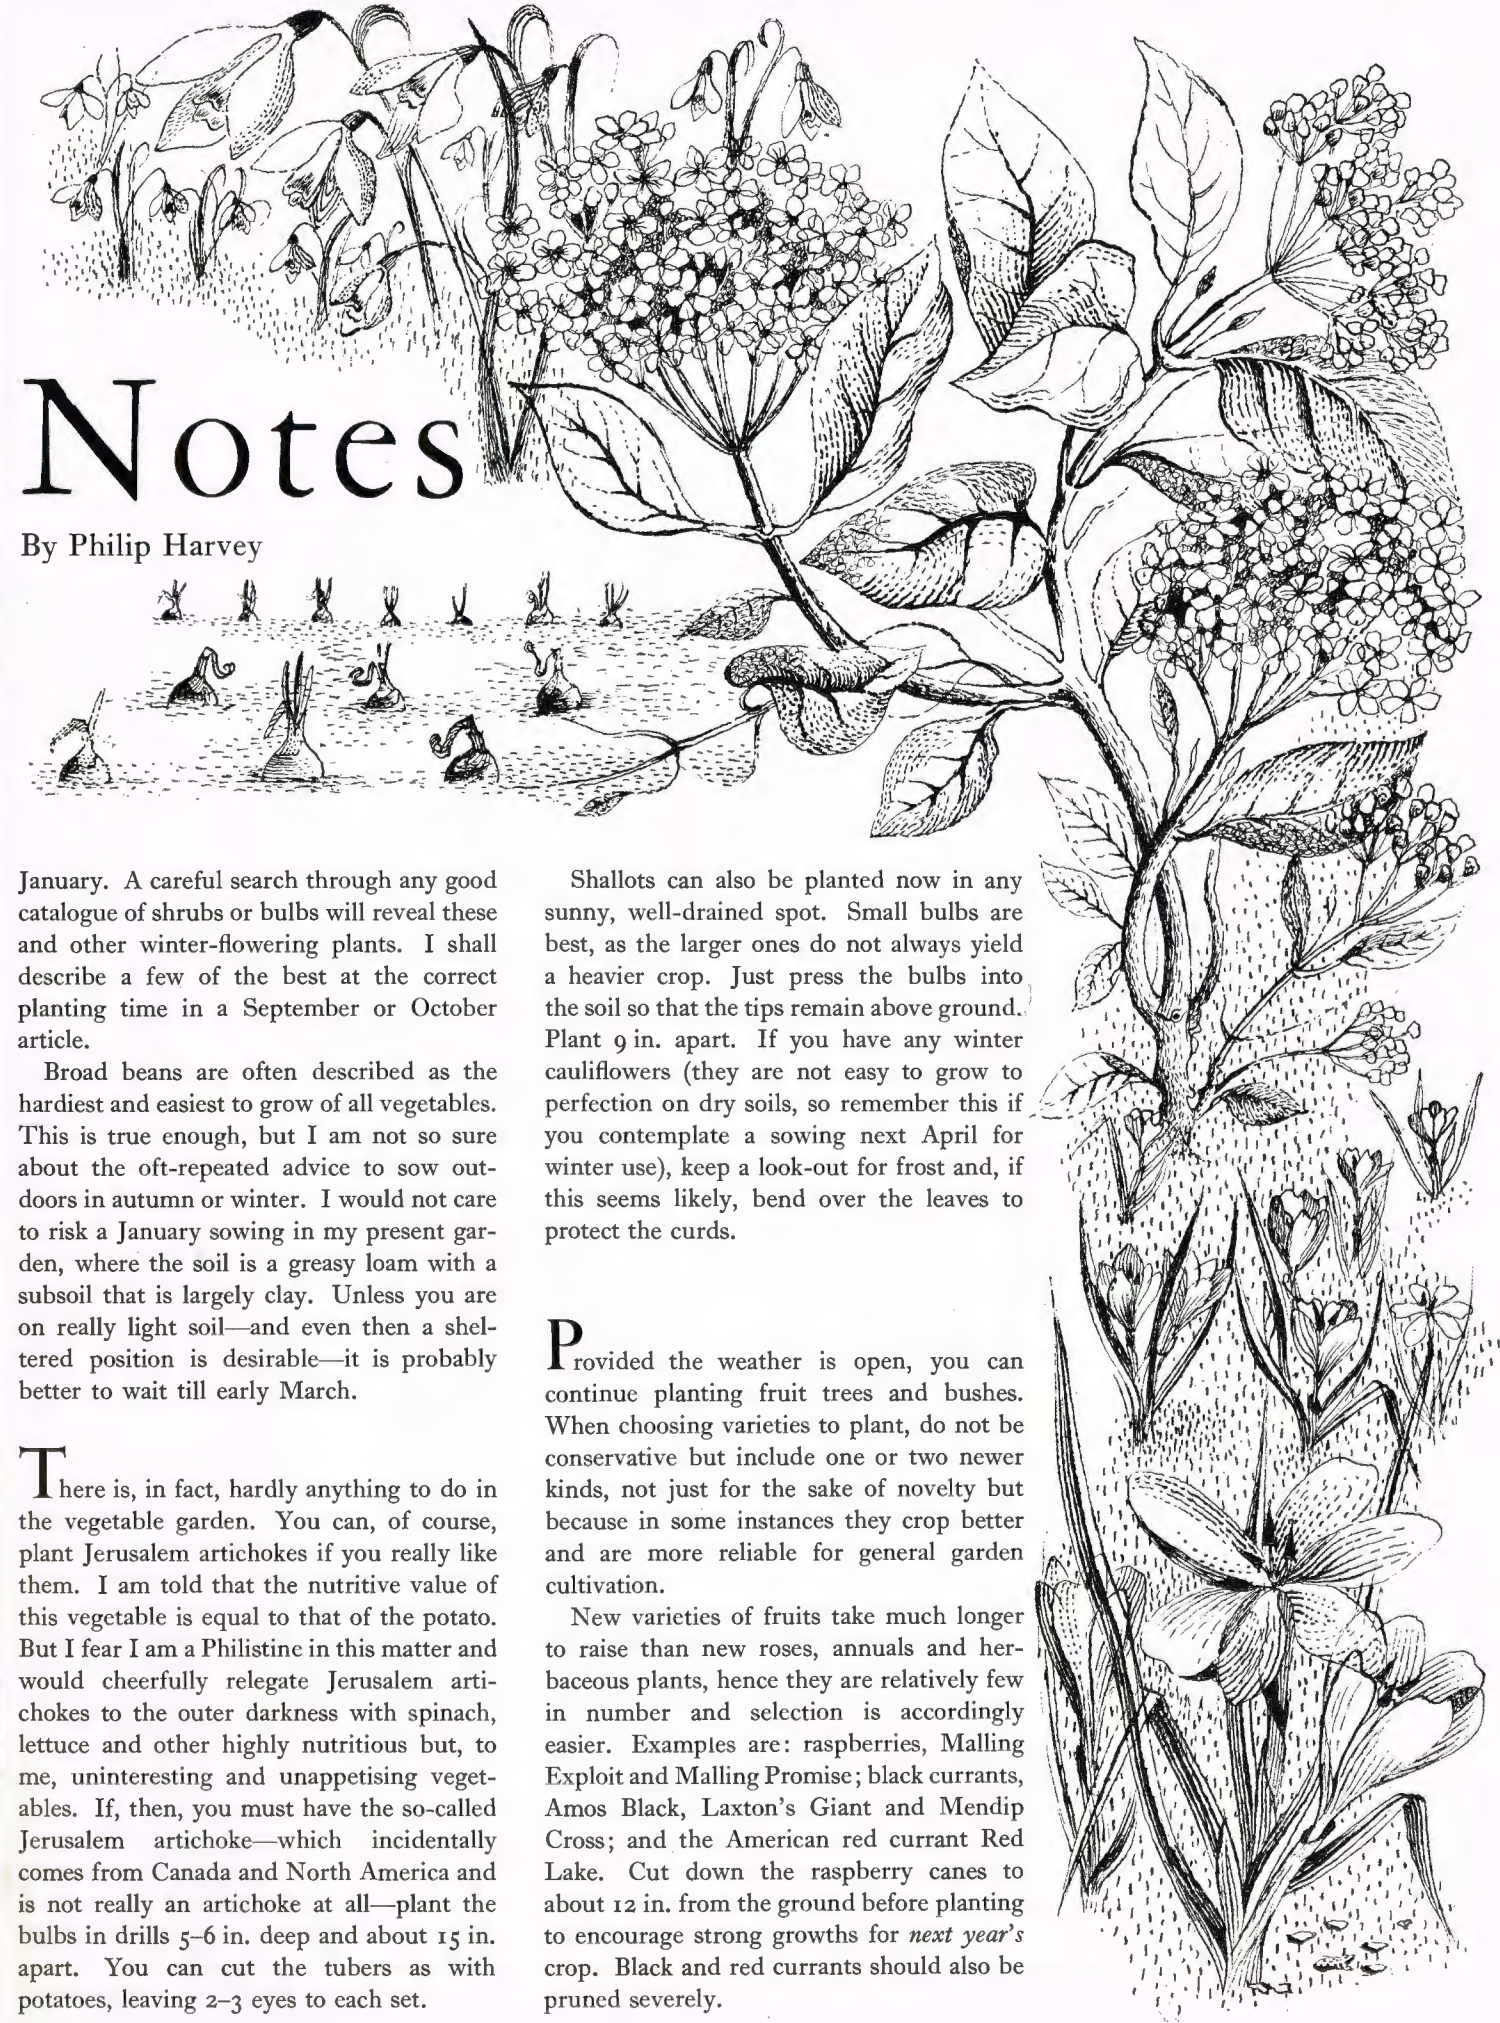 Notes
By Philip Harvey
January. A careful search through any good
catalogue of shrubs or bulbs will reveal these
and other winter-flowering plants. I shall
describe a few of the best at the correct
planting time in a September or October
article.
Broad beans are often described as the
hardiest and easiest to grow of all vegetables.
This is true enough, but I am not so sure
about the oft-repeated advice to sow out-
doors in autumn or winter. I would not care
to risk a January sowing in my present gar-
den, where the soil is a greasy loam with a
subsoil that is largely clay. Unless you are
on really light soil—and even then a shel-
tered position is desirable—it is probably
better to wait till early March.
There is, in fact, hardly anything to do in
the vegetable garden. You can, of course,
plant Jerusalem artichokes if you really like
them. I am told that the nutritive value of
this vegetable is equal to that of the potato.
But I fear I am a Philistine in this matter and
would cheerfully relegate Jerusalem arti-
chokes to the outer darkness with spinach,
lettuce and other highly nutritious but, to
me, uninteresting and unappetising veget-
ables. If, then, you must have the so-called
Jerusalem artichoke—which incidentally
comes from Canada and North America and
is not really an artichoke at all—plant the
bulbs in drills 5–6 in. deep and about 15 in.
apart. You can cut the tubers as with
potatoes, leaving 2–3 eyes to each set.
Shallots can also be planted now in any
sunny, well-drained spot. Small bulbs are
best, as the larger ones do not always yield
a heavier crop. Just press the bulbs into
the soil so that the tips remain above ground.
Plant 9 in. apart. If you have any winter
cauliflowers (they are not easy to grow to
perfection on dry soils, so remember this if
you contemplate a sowing next April for
winter use), keep a look-out for frost and, if
this seems likely, bend over the leaves to
protect the curds.
Provided the weather is open, you can
continue planting fruit trees and bushes.
When choosing varieties to plant, do not be
conservative but include one or two newer
kinds, not just for the sake of novelty but
because in some instances they crop better
and are more reliable for general garden
cultivation.
New varieties of fruits take much longer
to raise than new roses, annuals and her-
baceous plants, hence they are relatively few
in number and selection is accordingly
easier. Examples are: raspberries, Malling
Exploit and Malling Promise; black currants,
Amos Black, Laxton's Giant and Mendip
Cross; and the American red currant Red
Lake. Cut down the raspberry canes to
about 12 in. from the ground before planting
to encourage strong growths for next year's
crop. Black and red currants should also be
pruned severely.